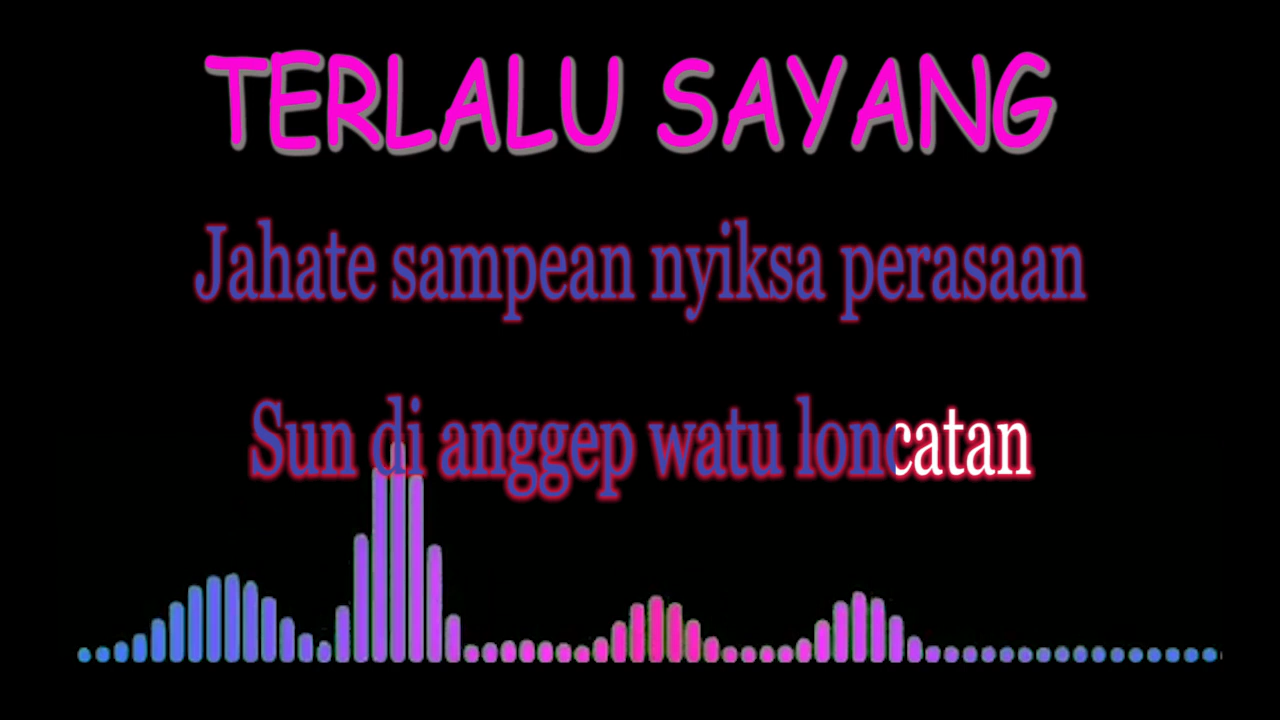 TERLALU SAYANG
Jahate sampean nyiksa perasaan
Sun di anggep watu loncatan